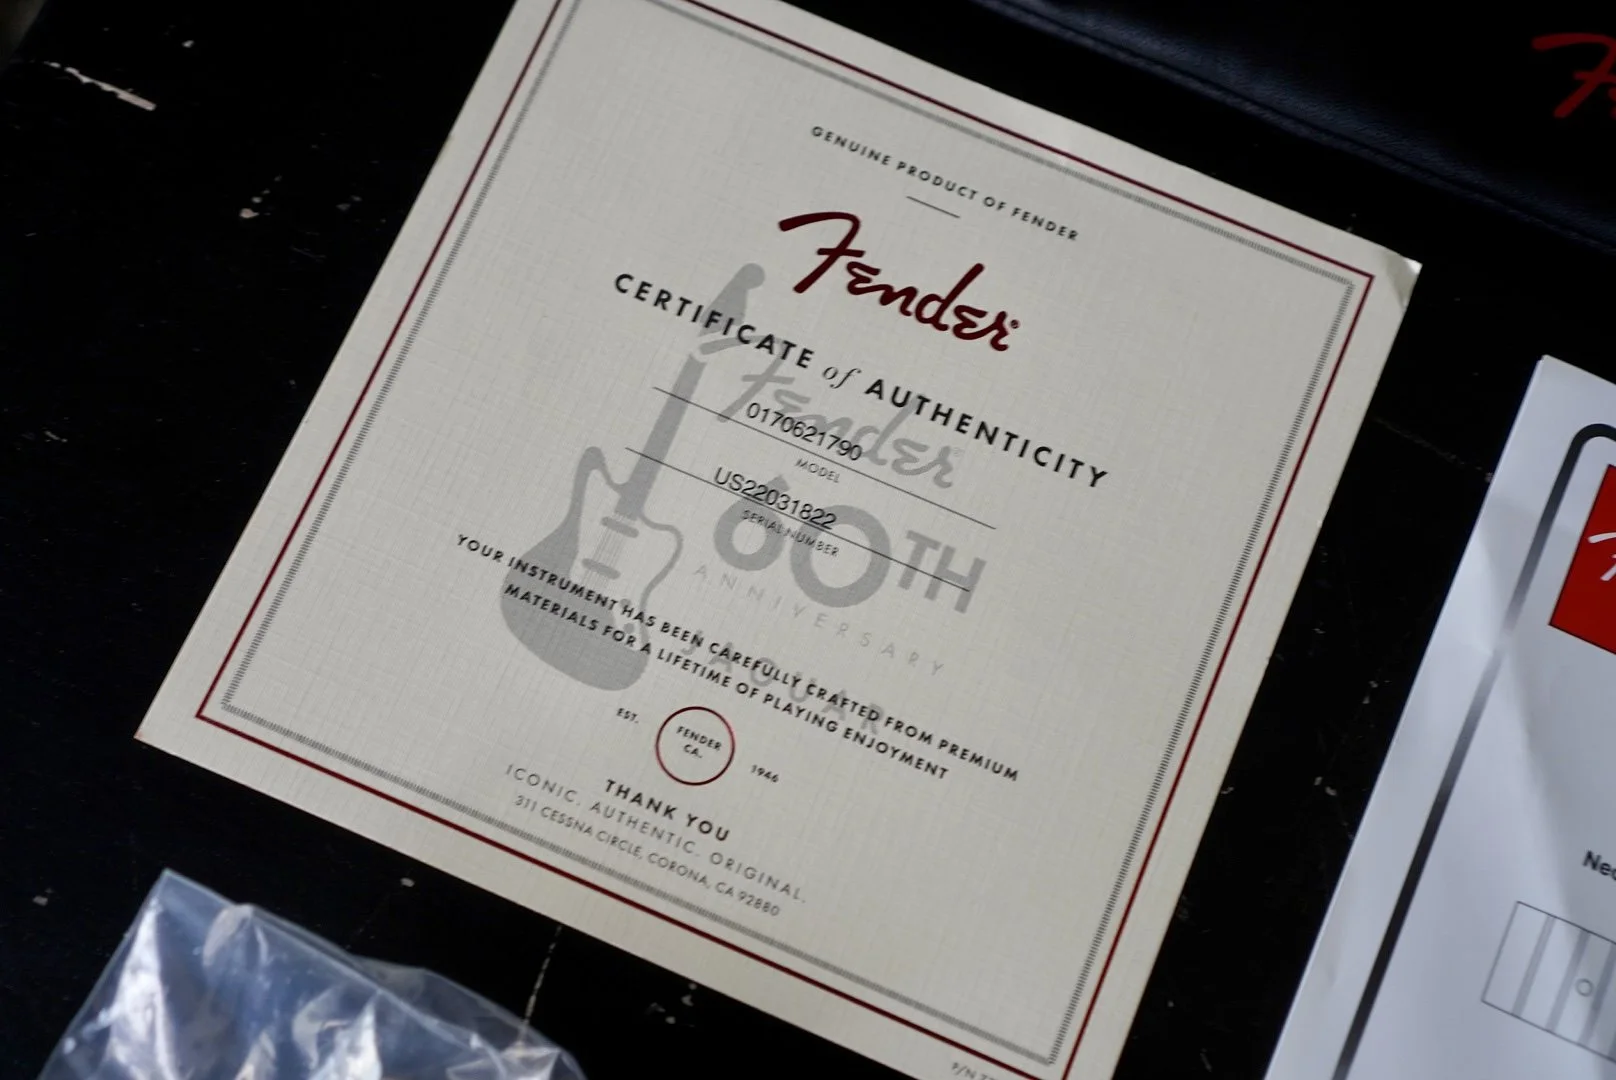 GENUINE PRODUCT OF FENDER
Fender®
CERTIFICATE of AUTHENTICITY
Fender®
0170621790
MODEL
US22031822
SERIAL NUMBER
60TH
ANNIVERSARY
JAGUAR
YOUR INSTRUMENT HAS BEEN CAREFULLY CRAFTED FROM PREMIUM
MATERIALS FOR A LIFETIME OF PLAYING ENJOYMENT
EST.
FENDER
CA.
1946
THANK YOU
ICONIC. AUTHENTIC. ORIGINAL.
311 CESSNA CIRCLE, CORONA, CA 92880
P/N